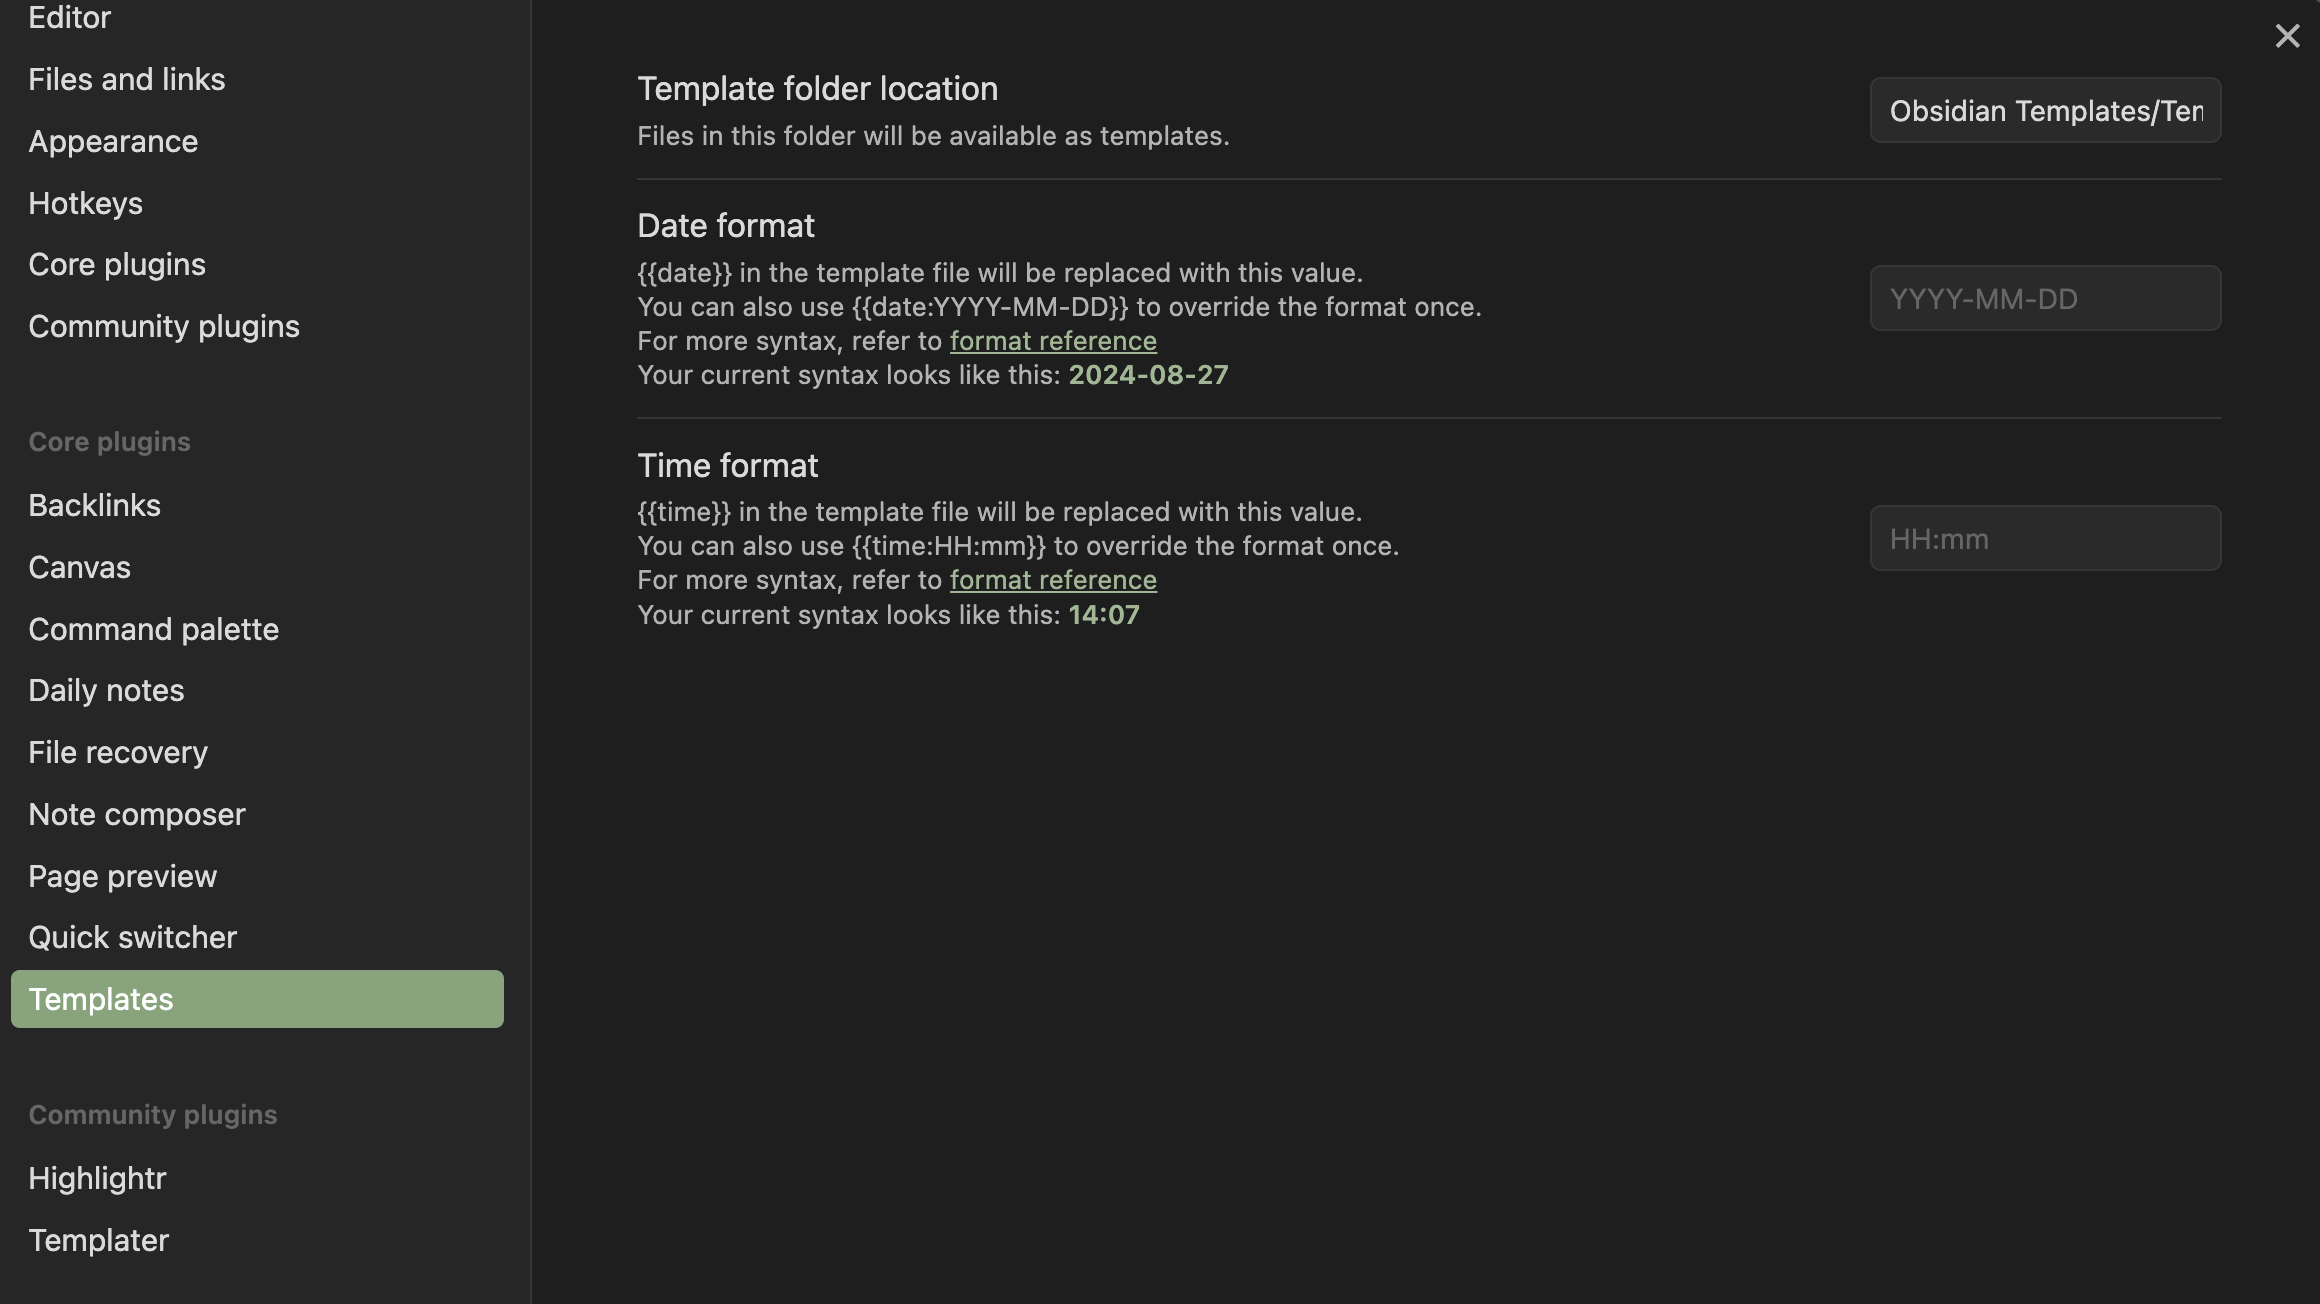 Editor
Files and links
Appearance
Hotkeys
Core plugins
Community plugins
Core plugins
Backlinks
Canvas
Command palette
Daily notes
File recovery
Note composer
Page preview
Quick switcher
Templates
Community plugins
Highlightr
Templater
Template folder location
Files in this folder will be available as templates.
Obsidian Templates/Ten
Date format
{{date}} in the template file will be replaced with this value.
You can also use {{date:YYYY-MM-DD}} to override the format once.
For more syntax, refer to format reference
Your current syntax looks like this: 2024-08-27
YYYY-MM-DD
Time format
{{time}} in the template file will be replaced with this value.
You can also use {{time:HH:mm}} to override the format once.
For more syntax, refer to format reference
Your current syntax looks like this: 14:07
HH:mm